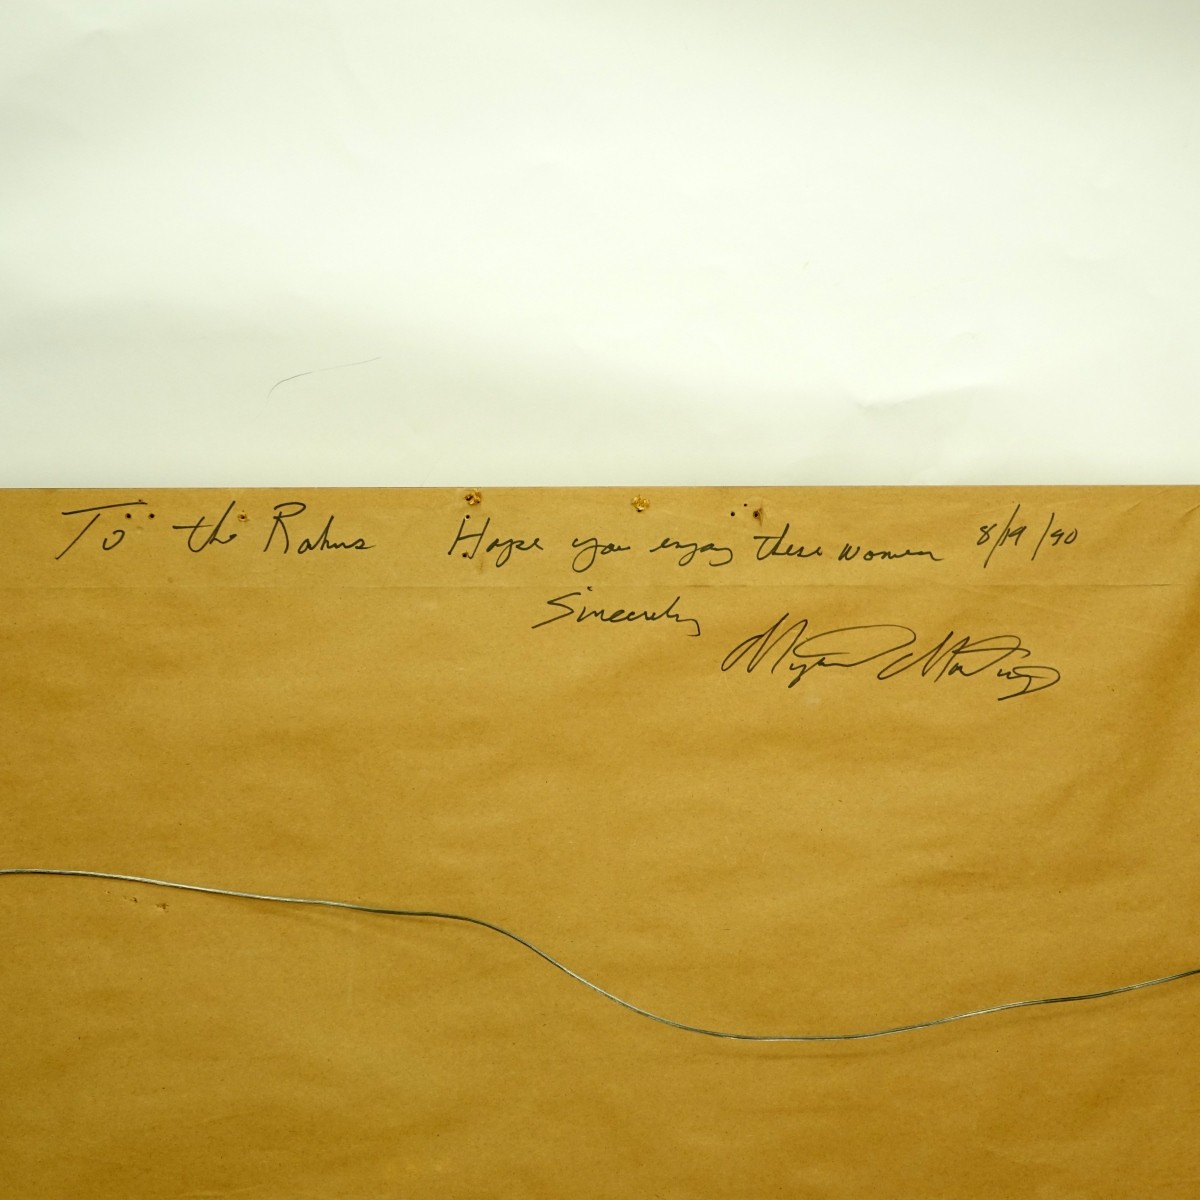 To the Rahns Hope you enjoy these women 8/19/90
Sincerely